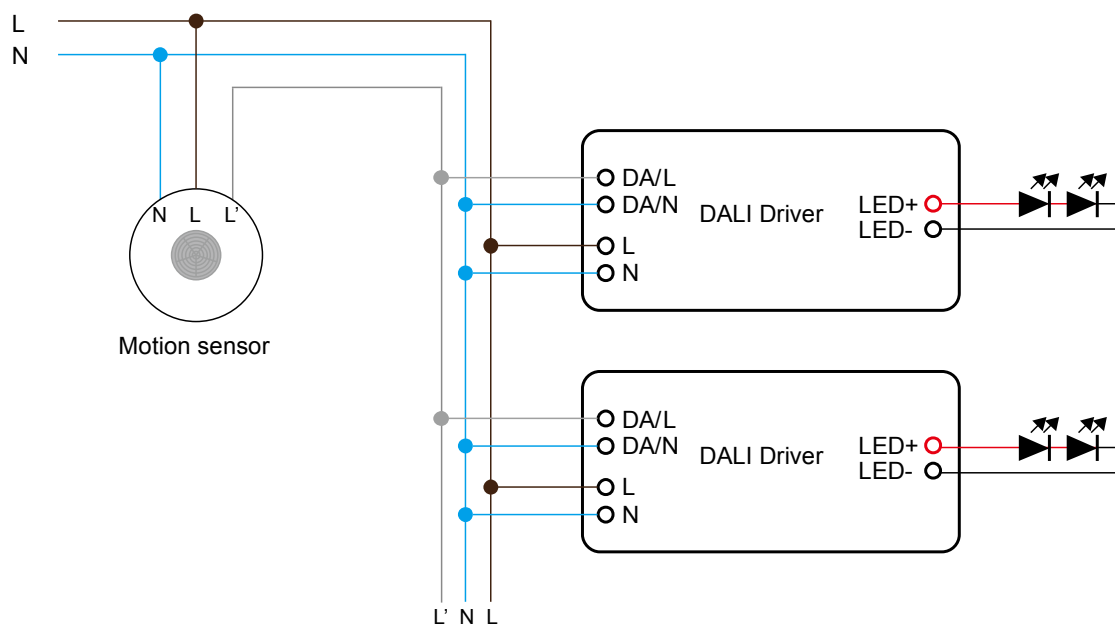 L
N
N L L’
Motion sensor
DA/L
DA/N
L
N
DALI Driver
LED+
LED-
DA/L
DA/N
L
N
DALI Driver
LED+
LED-
L’ N L